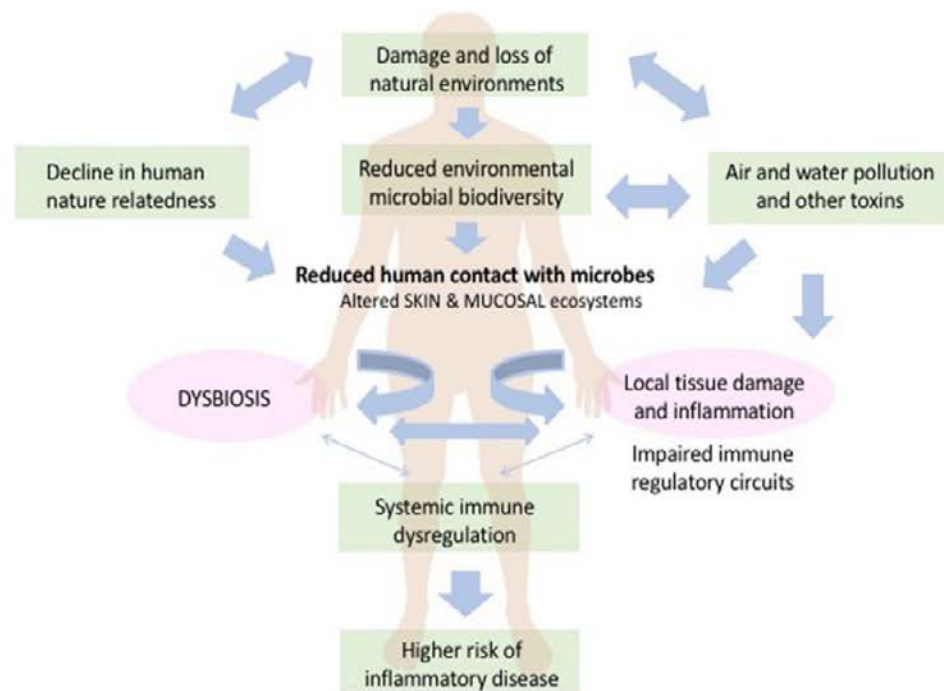 Damage and loss of
natural environments
Decline in human
nature relatedness
Reduced environmental
microbial biodiversity
Air and water pollution
and other toxins
Reduced human contact with microbes
Altered SKIN & MUCOSAL ecosystems
DYSBIOSIS
Local tissue damage
and inflammation
Impaired immune
regulatory circuits
Systemic immune
dysregulation
Higher risk of
inflammatory disease